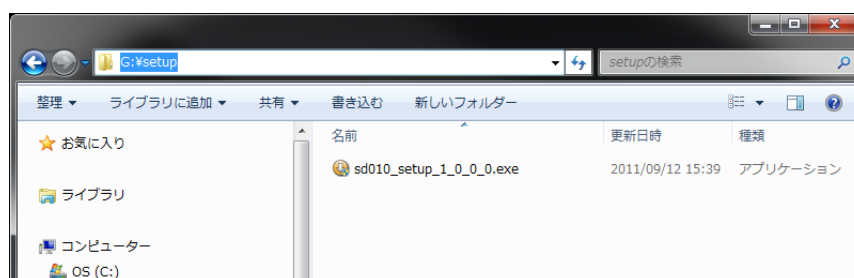 G:¥setup
setupの検索
整理 ライブラリに追加 共有 書き込む 新しいフォルダー
お気に入り
ライブラリ
コンピューター
OS (C:)
名前 更新日時 種類
sd010_setup_1_0_0_0.exe 2011/09/12 15:39 アプリケーション